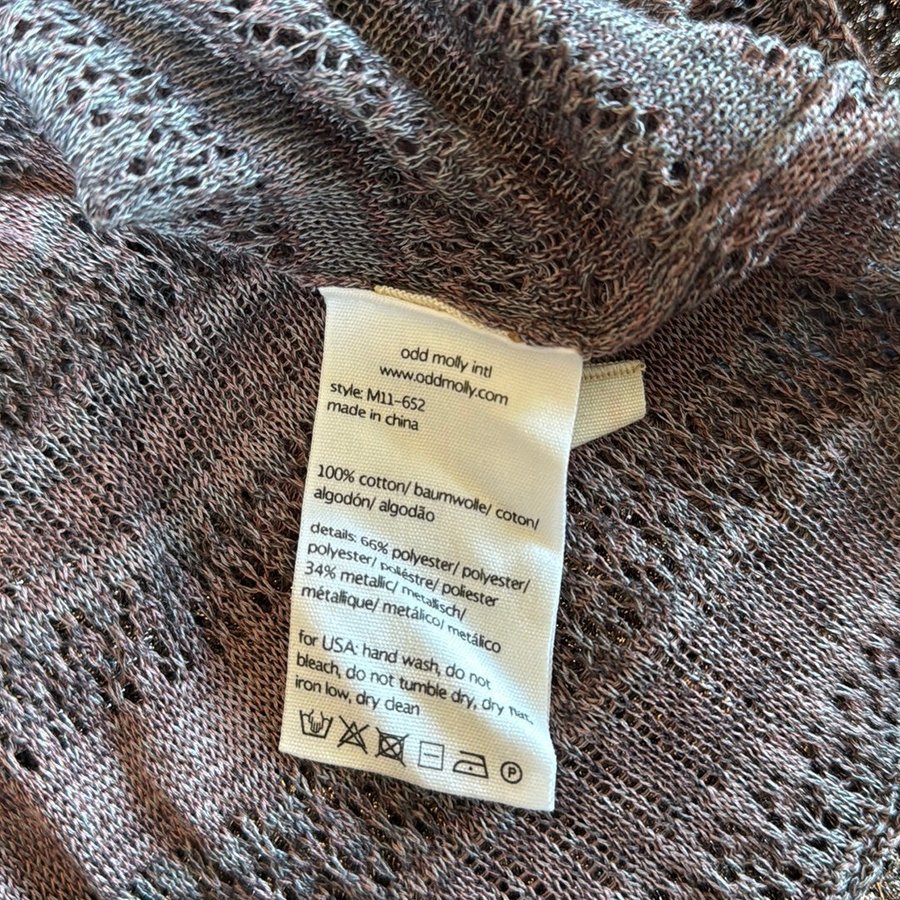 odd molly intl
www.oddmolly.com
style: M11-652
made in china
100% cotton/ baumwolle/ coton/
algodón/ algodão
details: 66% polyester/ polyester/
polyester/ poliéstre/ poliester
34% metallic/ metallisch/
métallique/ metálico/ metálico
for USA: hand wash, do not
bleach, do not tumble dry, dry flat,
iron low, dry clean
P